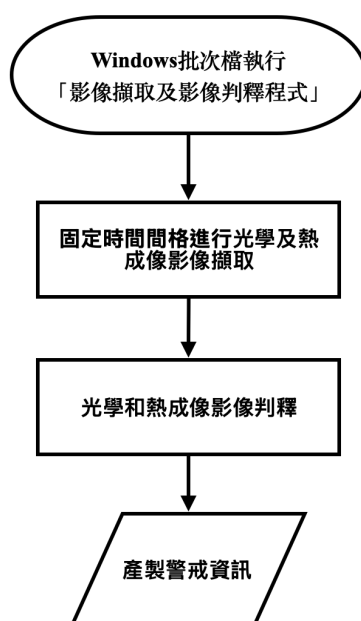 Windows批次檔執行
「影像擷取及影像判釋程式」
固定時間間格進行光學及熱
成像影像擷取
光學和熱成像影像判釋
產製警戒資訊